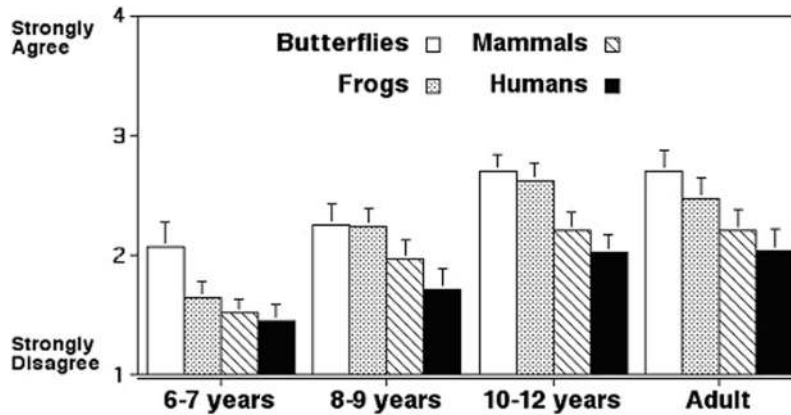 Strongly
Agree
4
3
2
1
Strongly
Disagree
Butterflies Mammals
Frogs Humans
6-7 years 8-9 years 10-12 years Adult